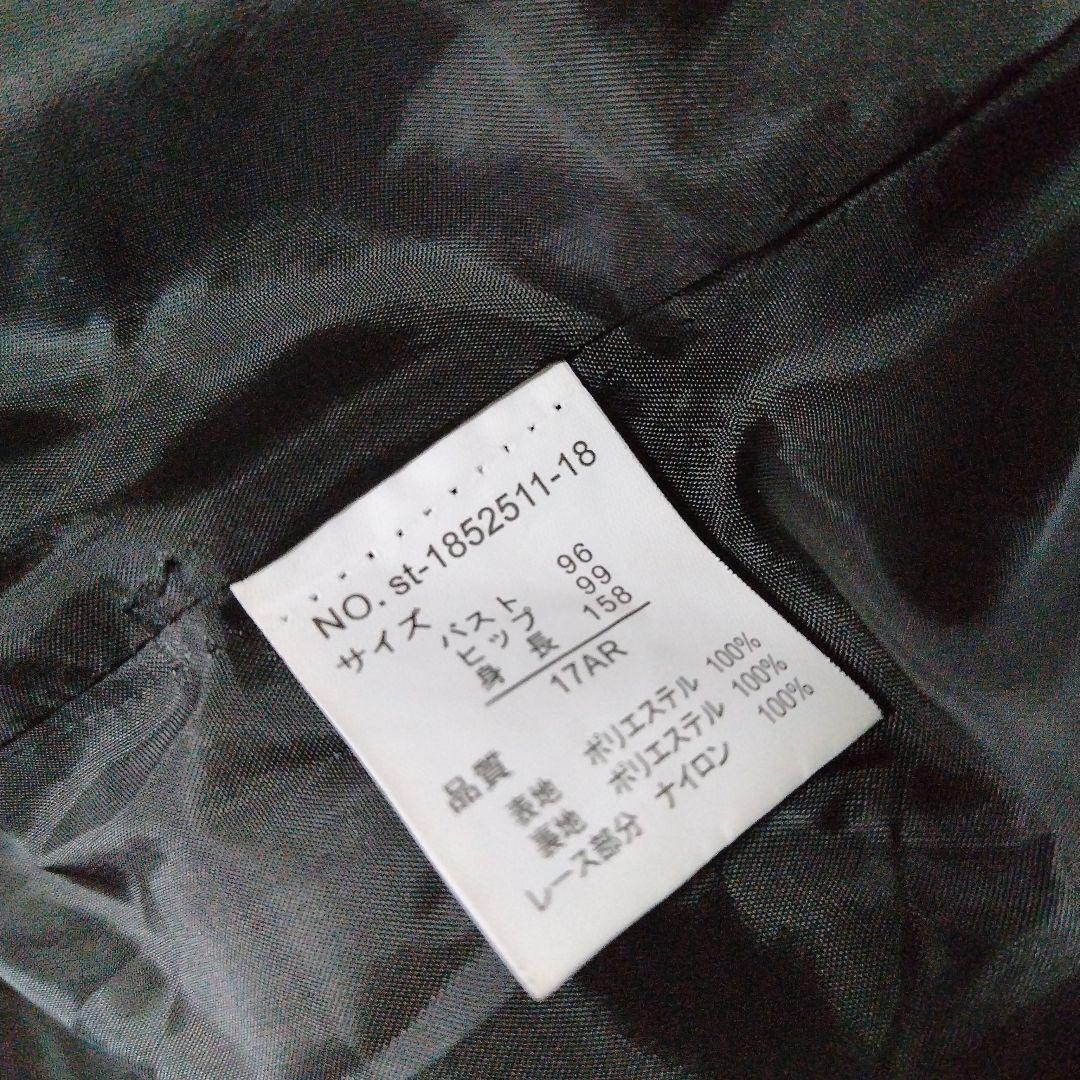 NO. st-1852511-18
サイズ バスト 96
ヒップ 99
身長 158
17AR
品質
表地 ポリエステル 100%
裏地 ポリエステル 100%
レース部分 ナイロン 100%